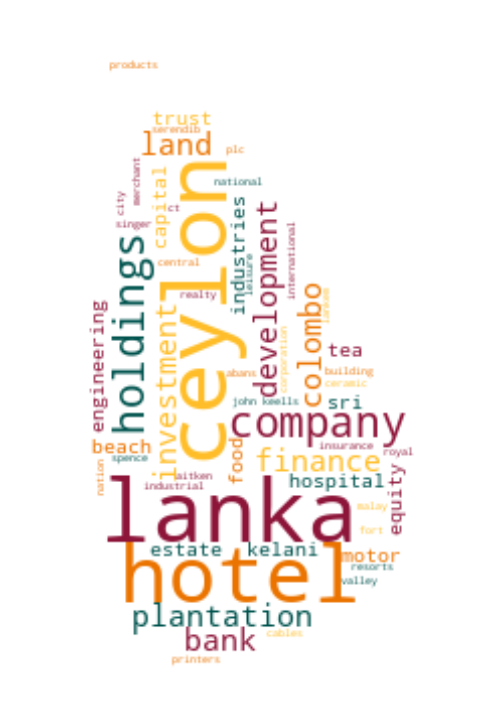 products
trust
serendib
land
plc
merchant
national
capital
city
ct
singer
ceylon
industries
leisure
development
international
holdings
central
realty
colombo
engineering
investment
corporation
tea
abans
building
ceramic
john keells
sri
company
beach
spence
food
insurance
royal
finance
nation
aitken
industrial
hospital
equity
lanka
malay
fort
estate
kelani
motor
hotel
resorts
valley
plantation
bank
cables
printers